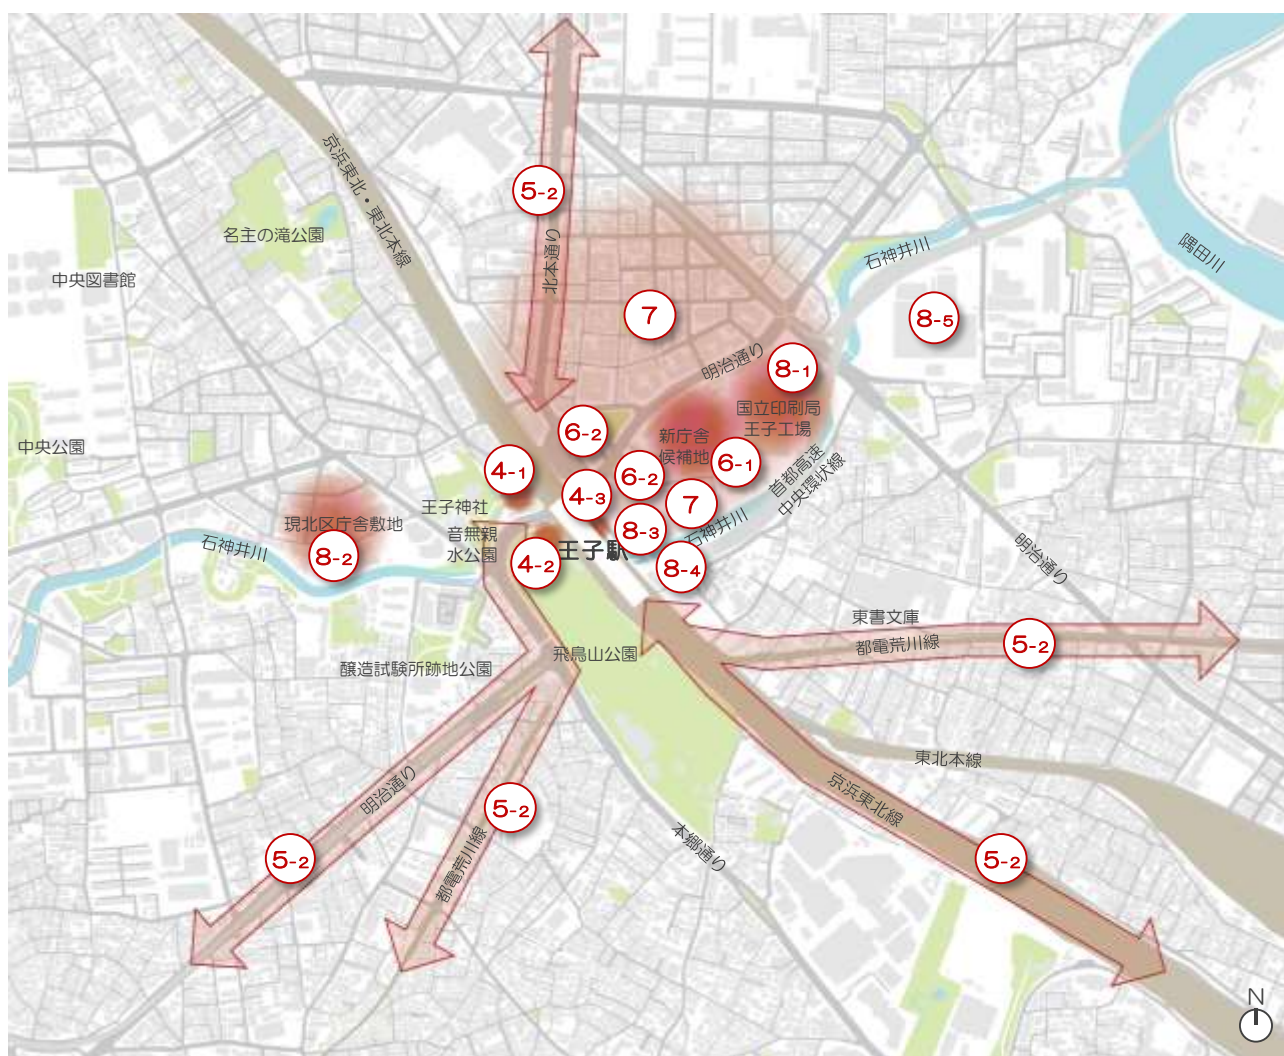 京浜東北・東北本線
5-2
北本通り
名主の滝公園
中央図書館
石神井川
隅田川
7
8-5
明治通り
8-1
国立印刷局
王子工場
6-2
新庁舎
候補地
中央公園
4-1
6-2
6-1
首都高速
中央環状線
4-3
7
王子神社
現北区庁舎敷地
音無親
水公園
8-3
石神井川
石神井川
8-2
4-2
王子駅
8-4
明治通り
東書文庫
都電荒川線
5-2
飛鳥山公園
醸造試験所跡地公園
東北本線
明治通り
5-2
京浜東北線
都電荒川線
本郷通り
5-2
5-2
N